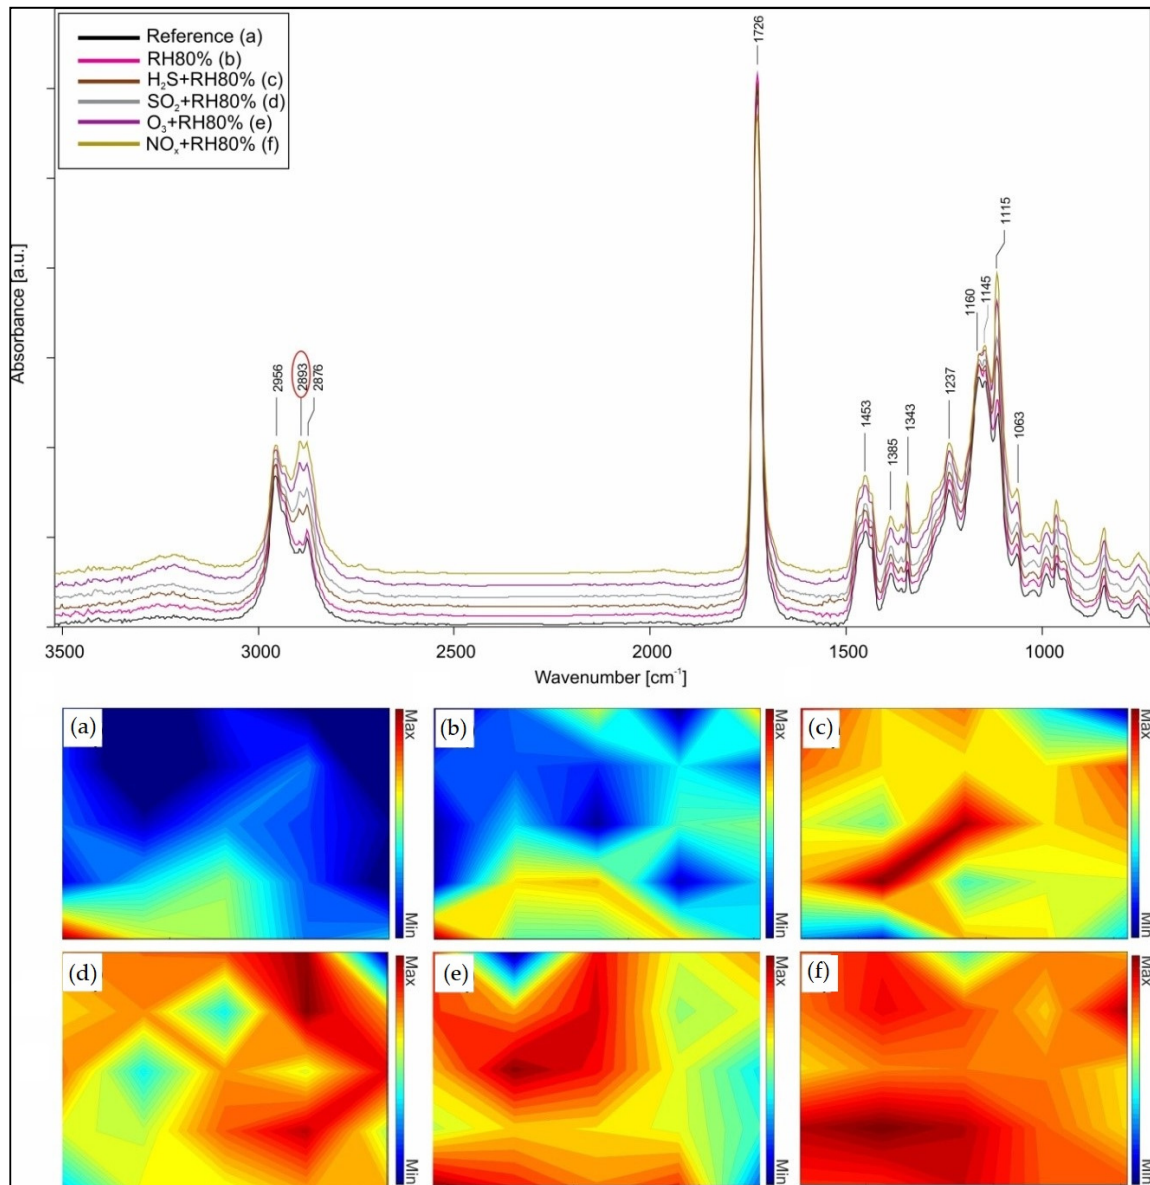 Reference (a)
RH80% (b)
H₂S+RH80% (c)
SO₂+RH80% (d)
O₃+RH80% (e)
NOₓ+RH80% (f)
1726
1115
1145
1160
2956
2893
2876
1453
1385
1343
1237
1063
Absorbance [a.u.]
3500 3000 2500 2000 1500 1000
Wavenumber [cm⁻¹]
(a) Max Min
(b) Max Min
(c) Max Min
(d) Max Min
(e) Max Min
(f) Max Min